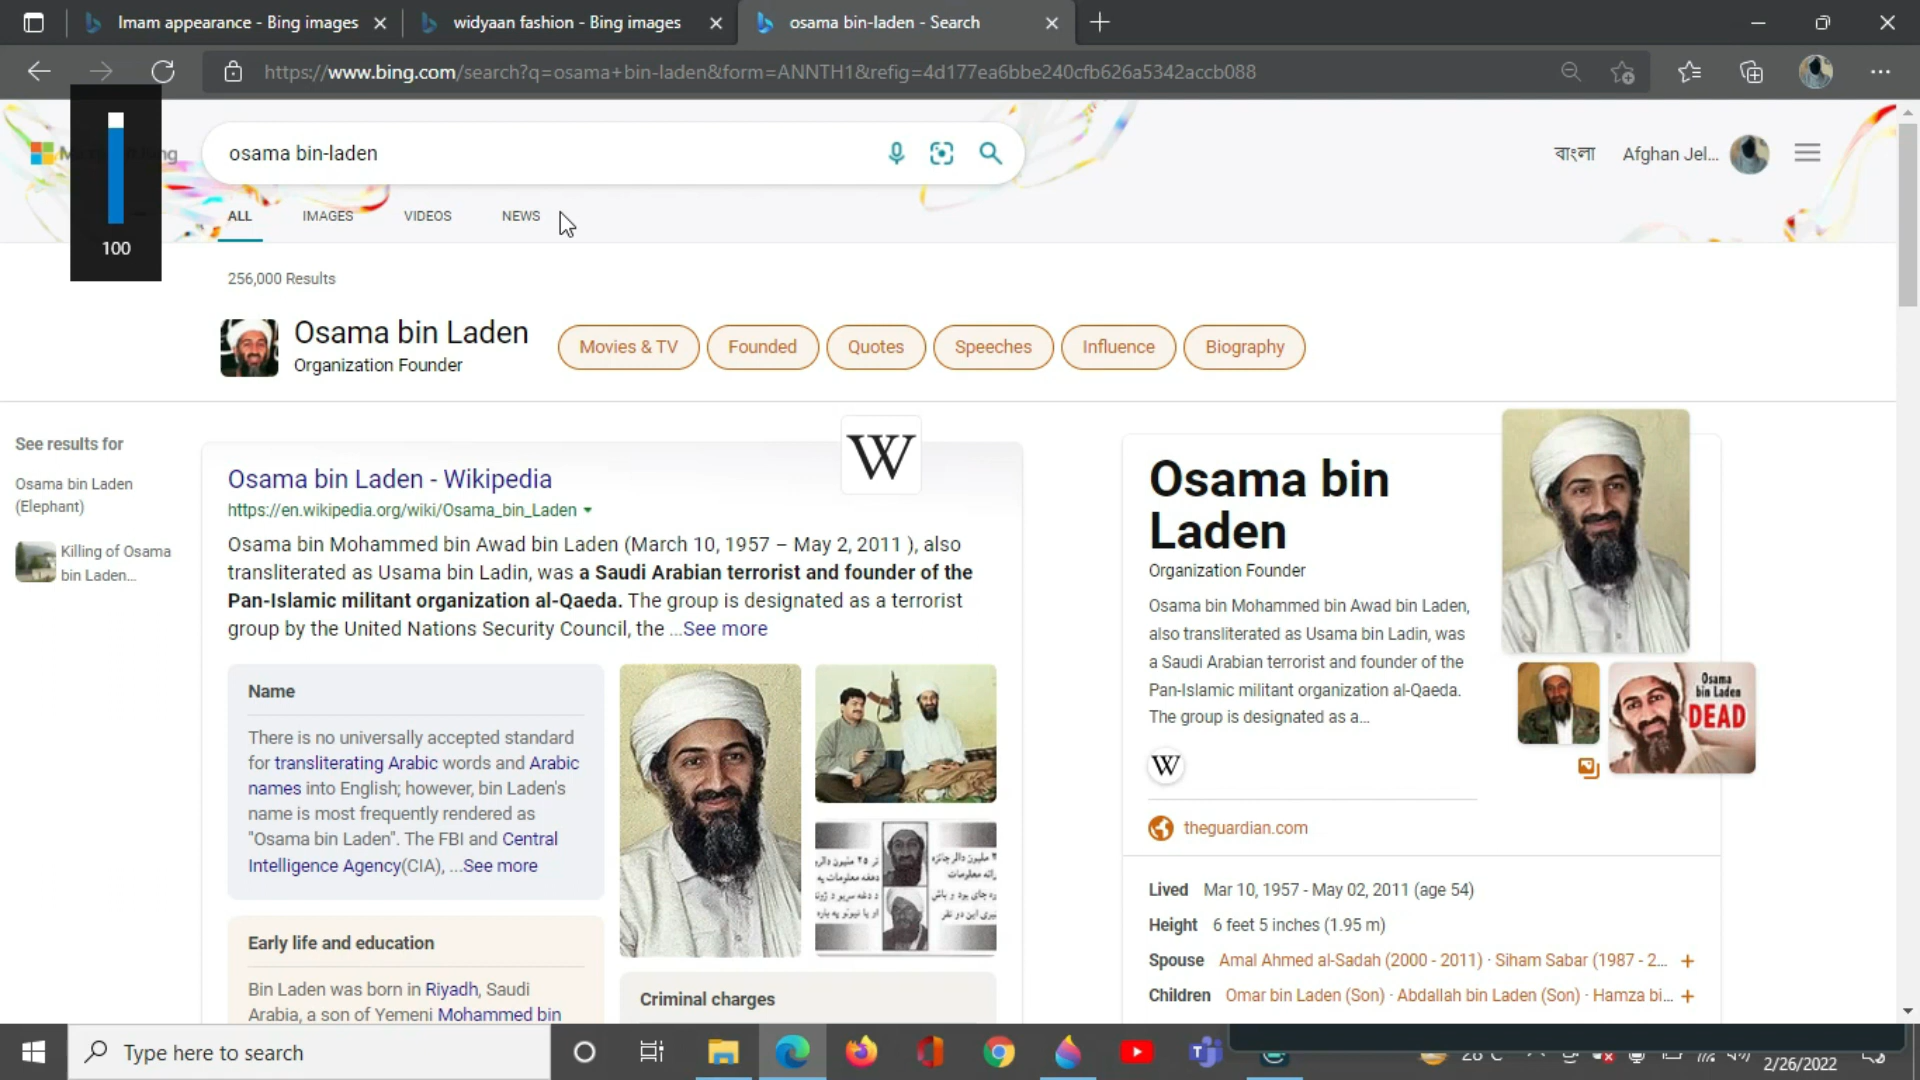 Imam appearance - Bing images
widyaan fashion - Bing images
osama bin-laden - Search
https://www.bing.com/search?q=osama+bin-laden&form=ANNTH1&refig=4d177ea6bbe240cfb626a5342accb088
100
osama bin-laden
বাংলা
Afghan Jel...
ALL
IMAGES
VIDEOS
NEWS
256,000 Results
Osama bin Laden
Organization Founder
Movies & TV
Founded
Quotes
Speeches
Influence
Biography
See results for
Osama bin Laden
(Elephant)
Killing of Osama
bin Laden...
W
Osama bin Laden - Wikipedia
https://en.wikipedia.org/wiki/Osama_bin_Laden
Osama bin Mohammed bin Awad bin Laden (March 10, 1957 – May 2, 2011 ), also
transliterated as Usama bin Ladin, was a Saudi Arabian terrorist and founder of the
Pan-Islamic militant organization al-Qaeda. The group is designated as a terrorist
group by the United Nations Security Council, the ...See more
Name
There is no universally accepted standard
for transliterating Arabic words and Arabic
names into English; however, bin Laden's
name is most frequently rendered as
"Osama bin Laden". The FBI and Central
Intelligence Agency(CIA), ...See more
Early life and education
Bin Laden was born in Riyadh, Saudi
Arabia, a son of Yemeni Mohammed bin
Criminal charges
Osama bin
Laden
Organization Founder
Osama bin Mohammed bin Awad bin Laden,
also transliterated as Usama bin Ladin, was
a Saudi Arabian terrorist and founder of the
Pan-Islamic militant organization al-Qaeda.
The group is designated as a...
Osama
bin Laden
DEAD
W
theguardian.com
Lived Mar 10, 1957 - May 02, 2011 (age 54)
Height 6 feet 5 inches (1.95 m)
Spouse Amal Ahmed al-Sadah (2000 - 2011) · Siham Sabar (1987 - 2... +
Children Omar bin Laden (Son) · Abdallah bin Laden (Son) · Hamza bi... +
Type here to search
2/26/2022